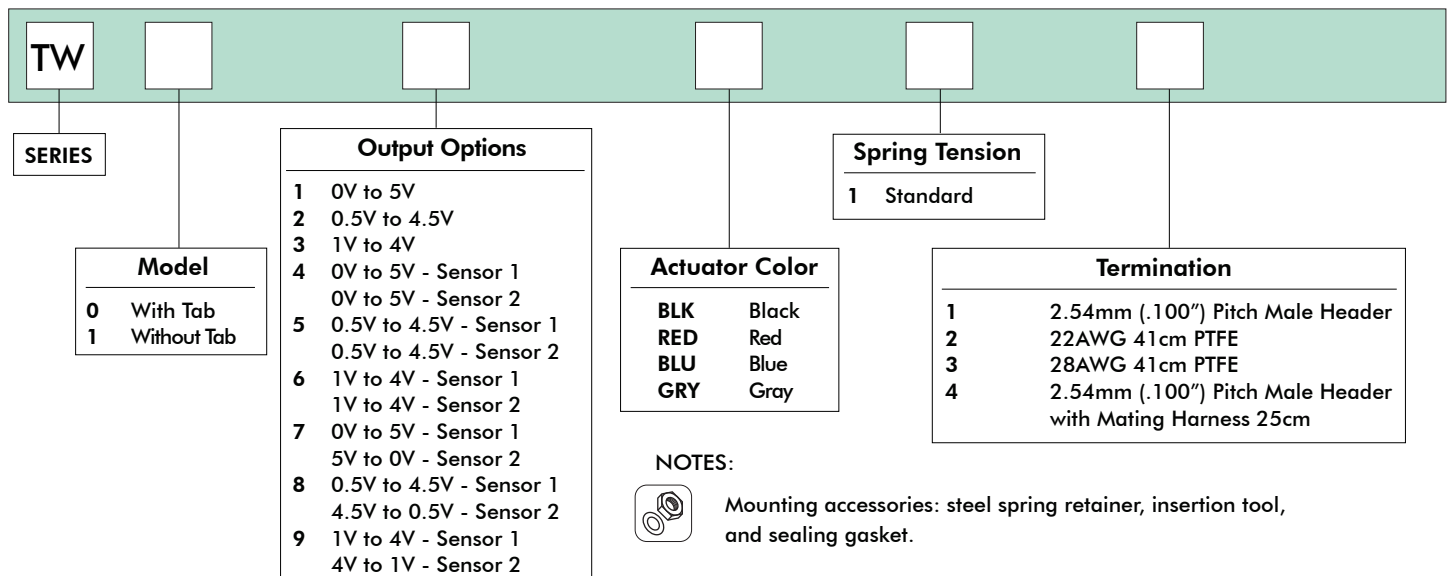 TW
SERIES
Model
0 With Tab
1 Without Tab
Output Options
1 0V to 5V
2 0.5V to 4.5V
3 1V to 4V
4 0V to 5V - Sensor 1
0V to 5V - Sensor 2
5 0.5V to 4.5V - Sensor 1
0.5V to 4.5V - Sensor 2
6 1V to 4V - Sensor 1
1V to 4V - Sensor 2
7 0V to 5V - Sensor 1
5V to 0V - Sensor 2
8 0.5V to 4.5V - Sensor 1
4.5V to 0.5V - Sensor 2
9 1V to 4V - Sensor 1
4V to 1V - Sensor 2
Actuator Color
BLK Black
RED Red
BLU Blue
GRY Gray
Spring Tension
1 Standard
Termination
1 2.54mm (.100”) Pitch Male Header
2 22AWG 41cm PTFE
3 28AWG 41cm PTFE
4 2.54mm (.100”) Pitch Male Header
with Mating Harness 25cm
NOTES:
Mounting accessories: steel spring retainer, insertion tool,
and sealing gasket.